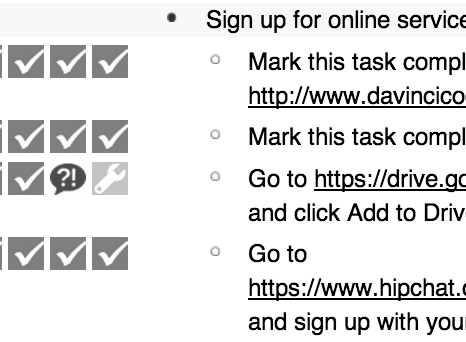 Sign up for online service
Mark this task compl
http://www.davincico
Mark this task compl
?! Go to https://drive.go
and click Add to Driv
Go to
https://www.hipchat.c
and sign up with your